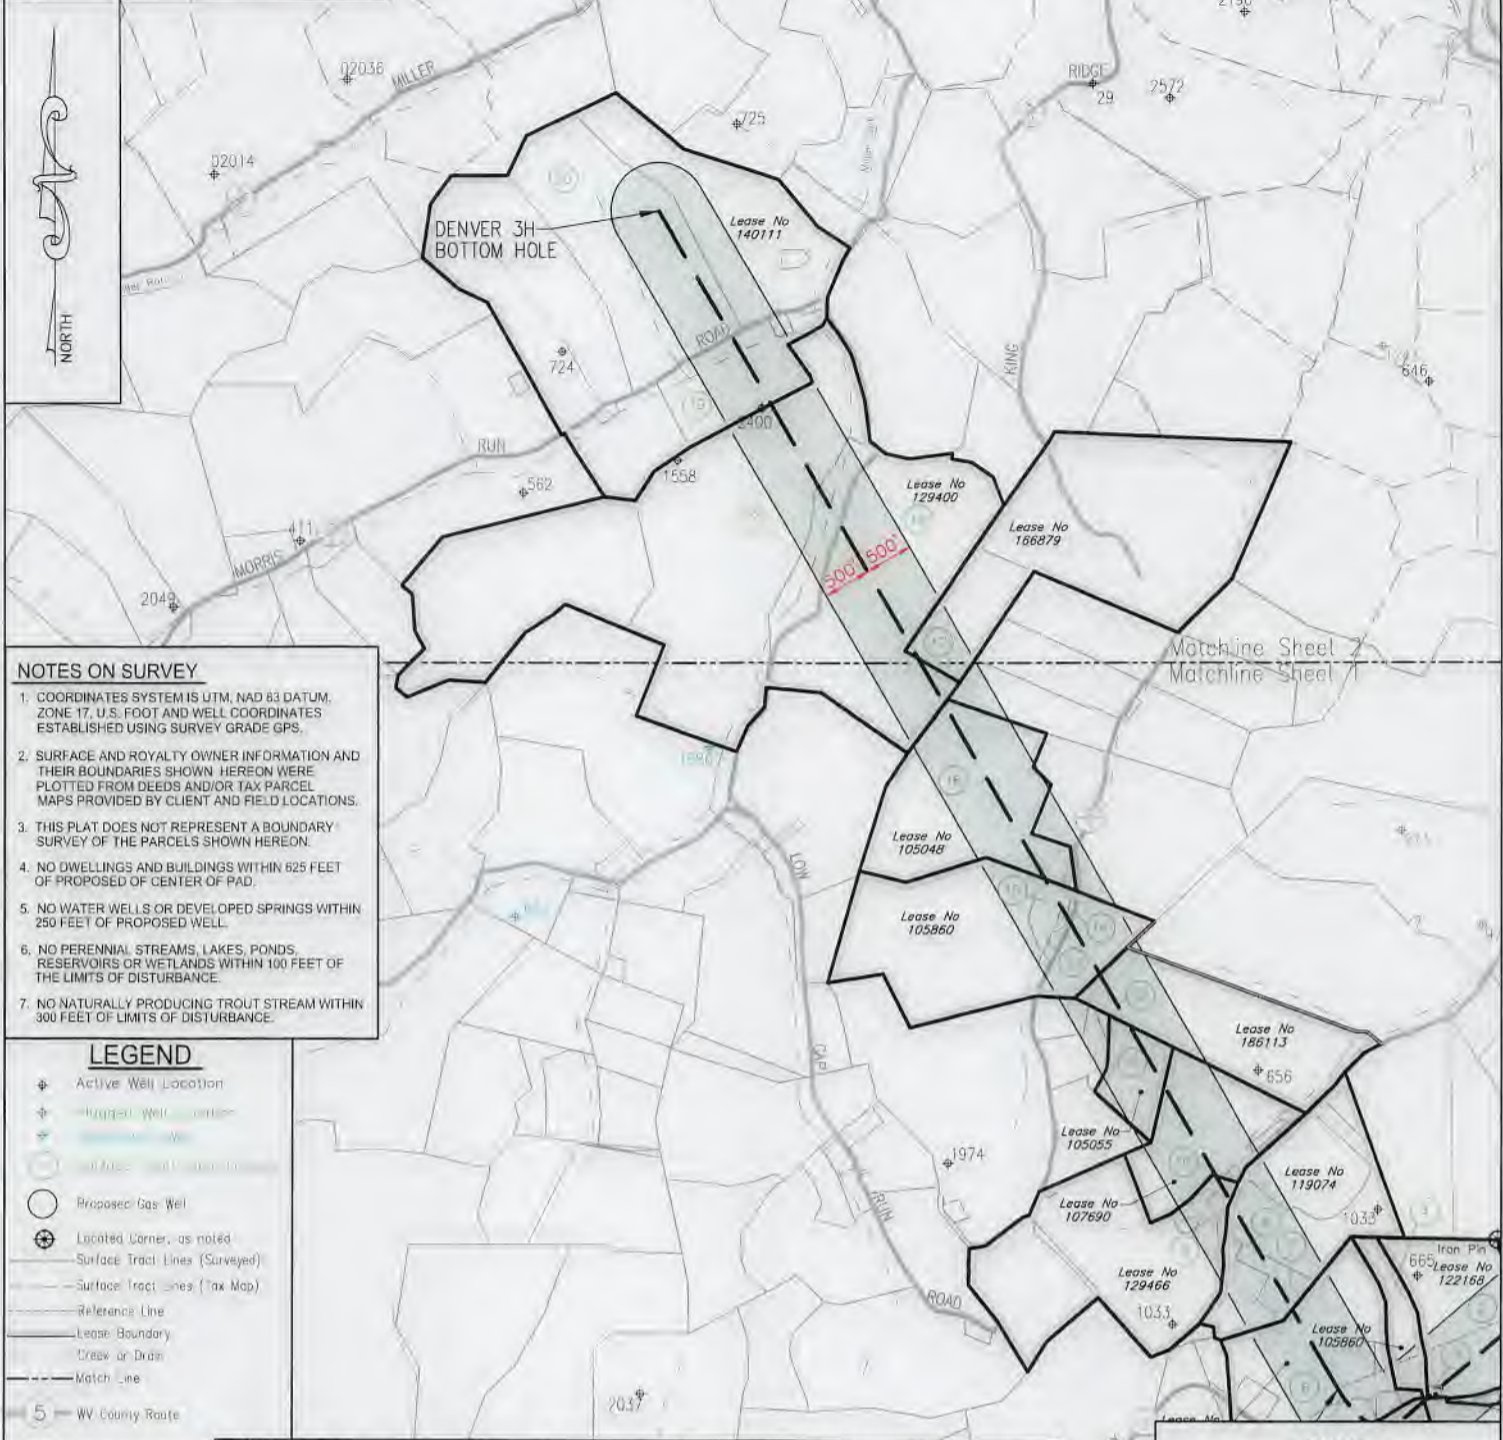 02036
MILLER
RIDGE
29
2572
725
02014
DENVER 3H
BOTTOM HOLE
Lease No
140111
NORTH
ROAD
724
KING
646
2400
RUN
1558
562
Lease No
129400
Lease No
166879
411
MORRIS
500' 500'
2049
Matchline Sheet 2
Matchline Sheet 1
NOTES ON SURVEY
1. COORDINATES SYSTEM IS UTM, NAD 83 DATUM,
ZONE 17, U.S. FOOT AND WELL COORDINATES
ESTABLISHED USING SURVEY GRADE GPS.
2. SURFACE AND ROYALTY OWNER INFORMATION AND
THEIR BOUNDARIES SHOWN HEREON WERE
PLOTTED FROM DEEDS AND/OR TAX PARCEL
MAPS PROVIDED BY CLIENT AND FIELD LOCATIONS.
3. THIS PLAT DOES NOT REPRESENT A BOUNDARY
SURVEY OF THE PARCELS SHOWN HEREON.
4. NO DWELLINGS AND BUILDINGS WITHIN 625 FEET
OF PROPOSED OF CENTER OF PAD.
5. NO WATER WELLS OR DEVELOPED SPRINGS WITHIN
250 FEET OF PROPOSED WELL.
6. NO PERENNIAL STREAMS, LAKES, PONDS,
RESERVOIRS OR WETLANDS WITHIN 100 FEET OF
THE LIMITS OF DISTURBANCE.
7. NO NATURALLY PRODUCING TROUT STREAM WITHIN
300 FEET OF LIMITS OF DISTURBANCE.
16
Lease No
105048
LOW
Lease No
105860
GAP
Lease No
186113
656
Lease No
105055
1974
Lease No
119074
Lease No
107690
RUN
1033
Iron Pin
665
Lease No
122168
Lease No
129466
1033
ROAD
Lease No
105860
2037
Lease No
LEGEND
Active Well Location
Proposed Gas Well
Located Corner, as noted
Surface Tract Lines (Surveyed)
Surface Tract Lines (Tax Map)
Reference Line
Lease Boundary
Creek or Drain
Match Line
5 WV County Route